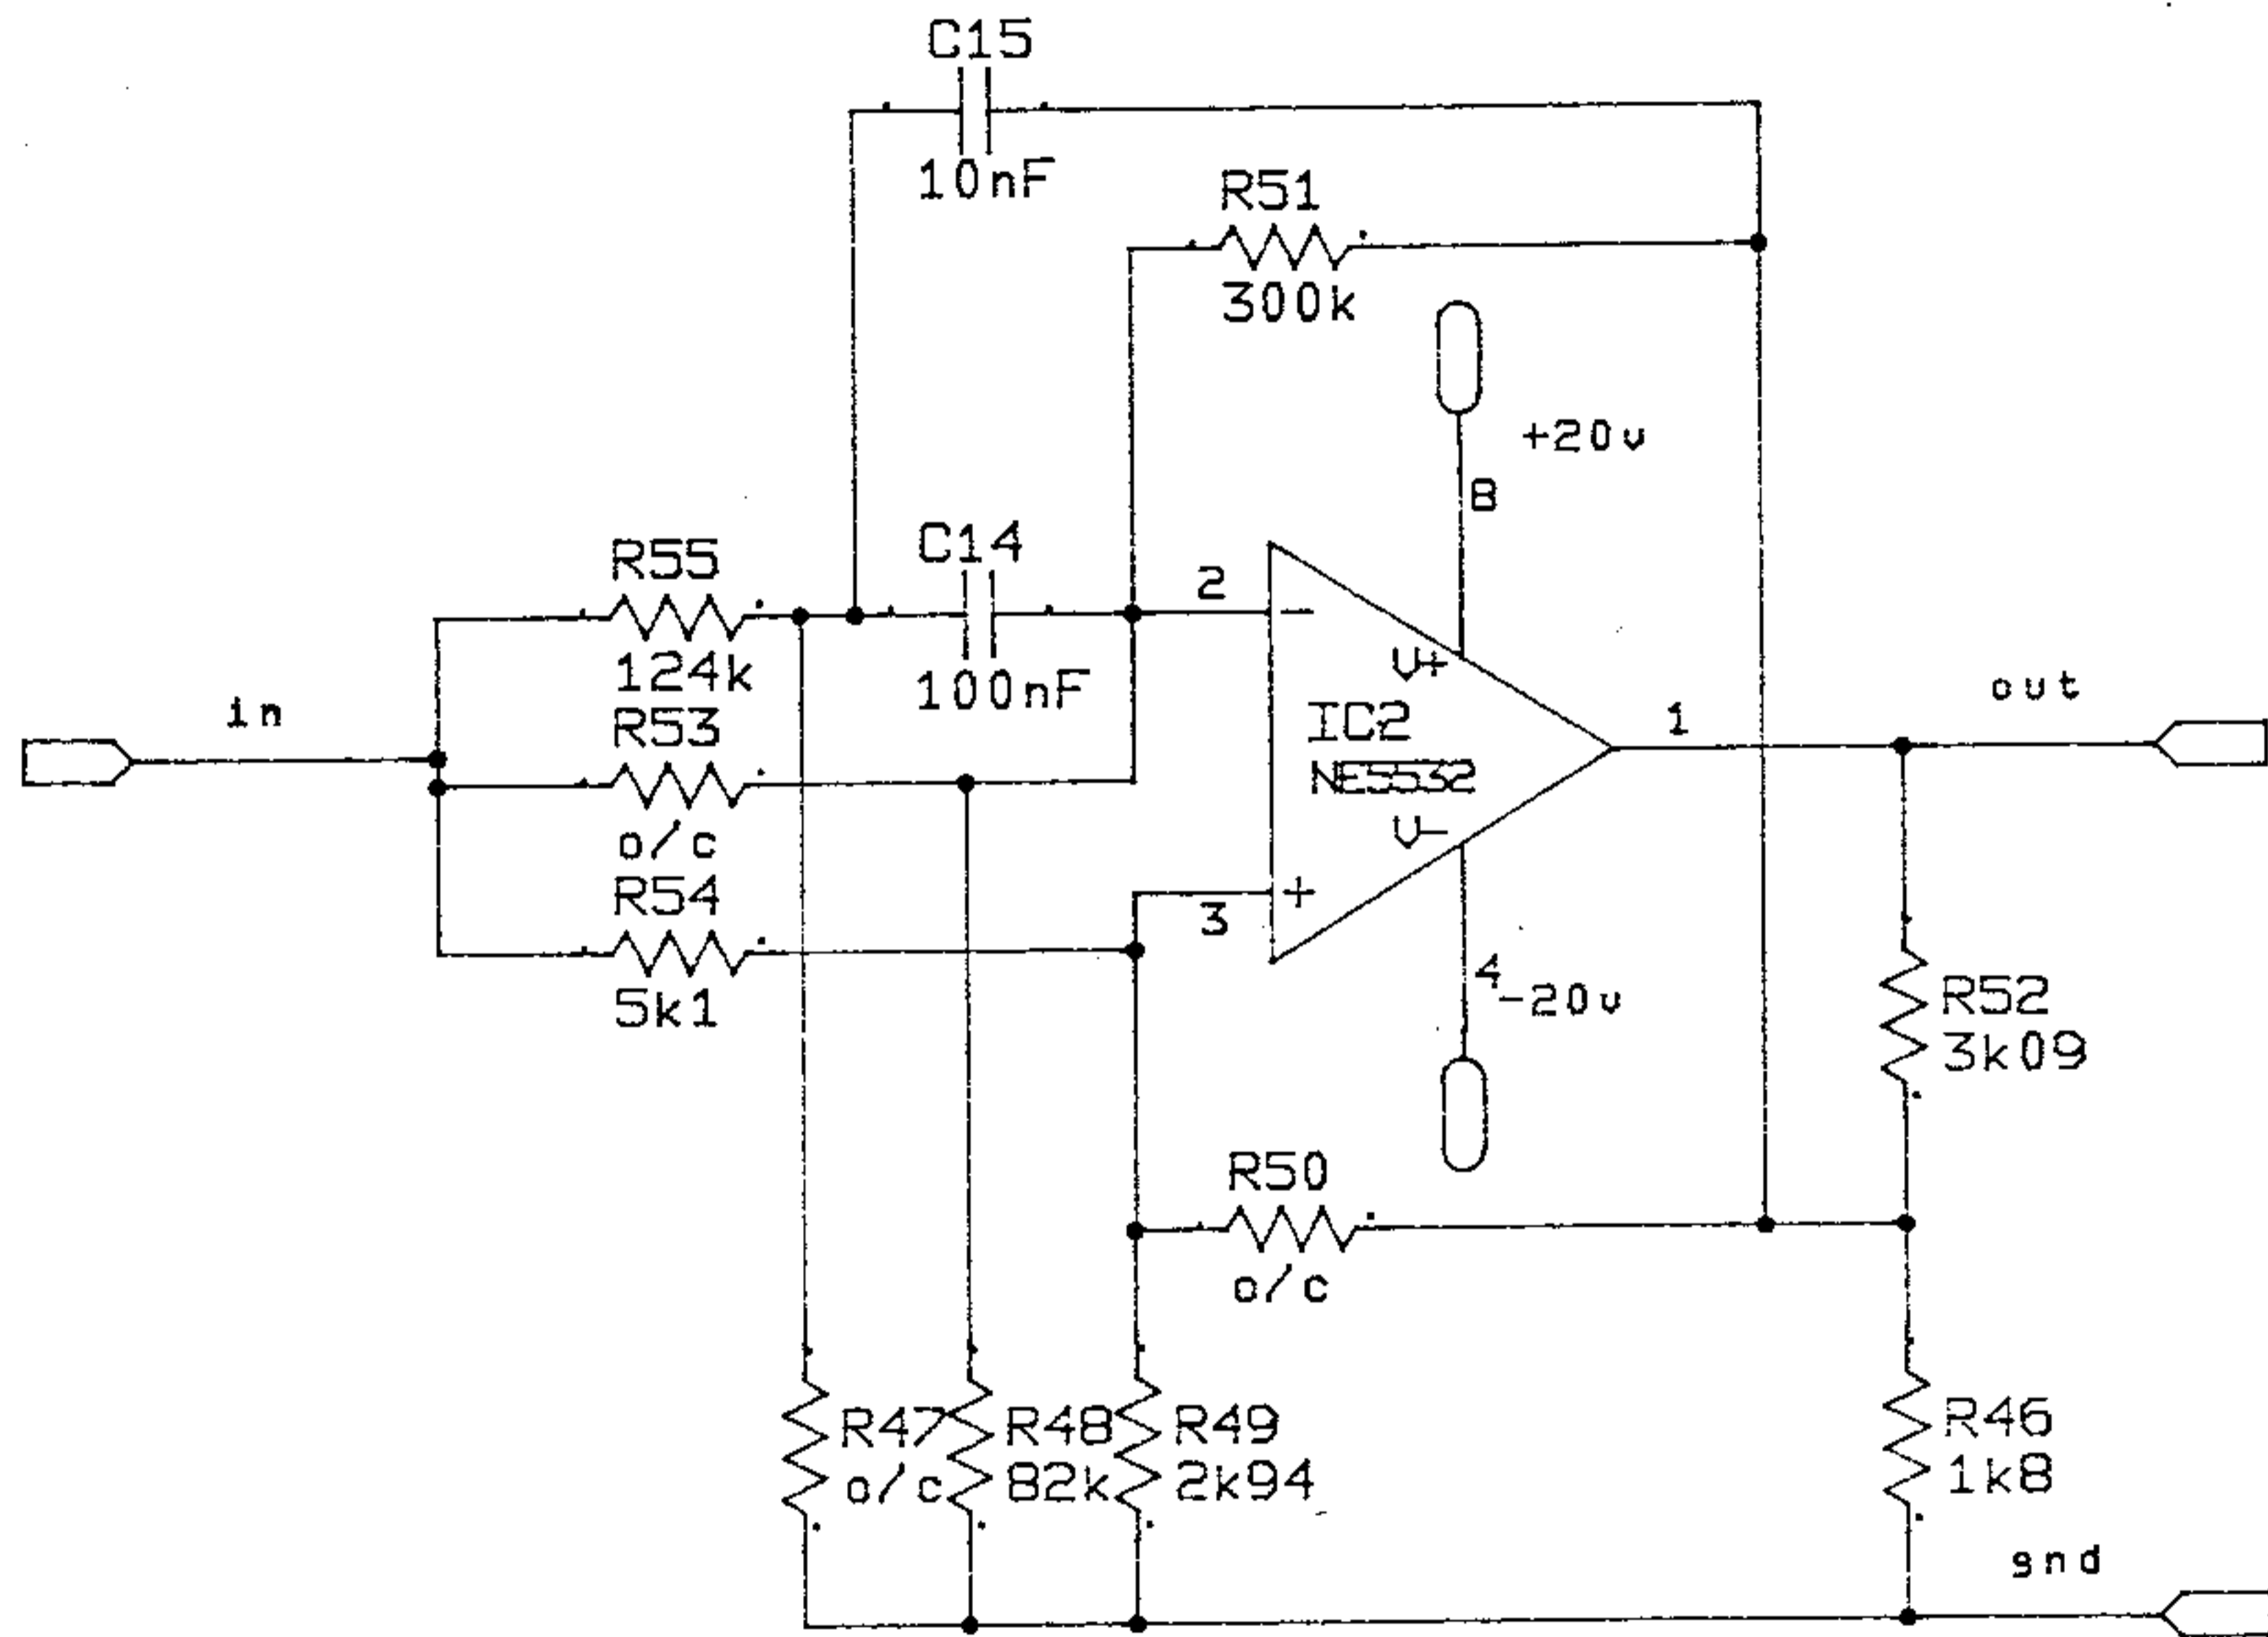 C15
10nF
R51
300k
+20v
8
C14
100nF
2
R55
124k
in
R53
o/c
R54
5k1
V+
IC2
NE5532
V-
1
out
3
4
-20v
R52
3k09
R50
o/c
R47
o/c
R48
82k
R49
2k94
R46
1k8
gnd